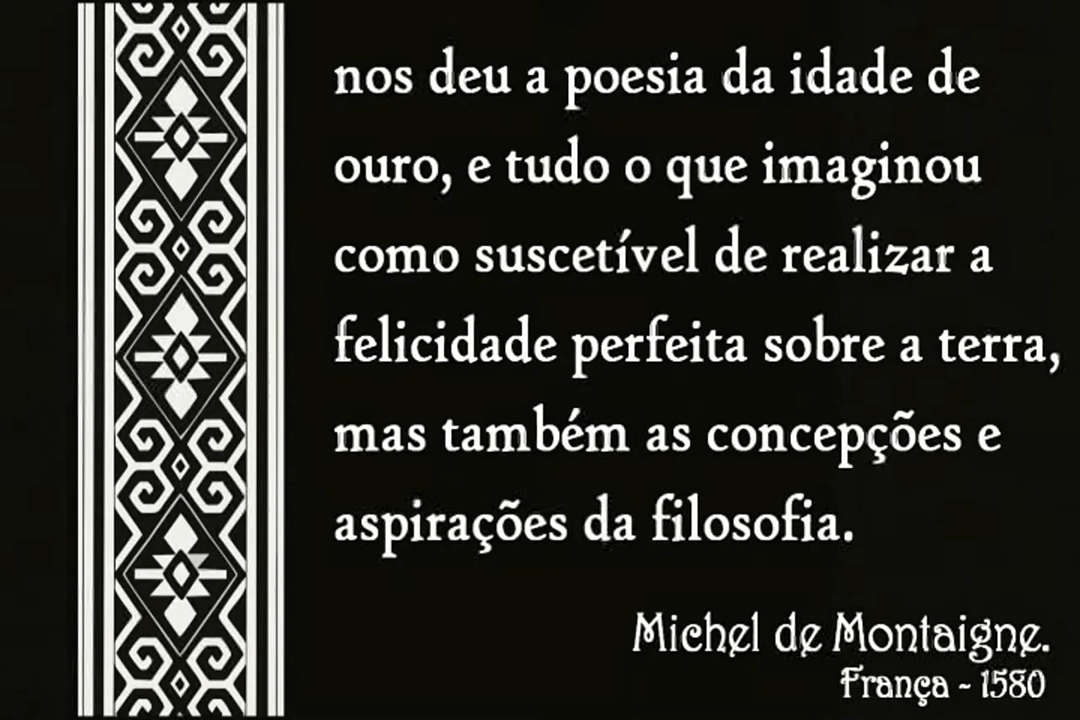 nos deu a poesia da idade de
ouro, e tudo o que imaginou
como suscetível de realizar a
felicidade perfeita sobre a terra,
mas também as concepções e
aspirações da filosofia.
Michel de Montaigne.
França - 1580